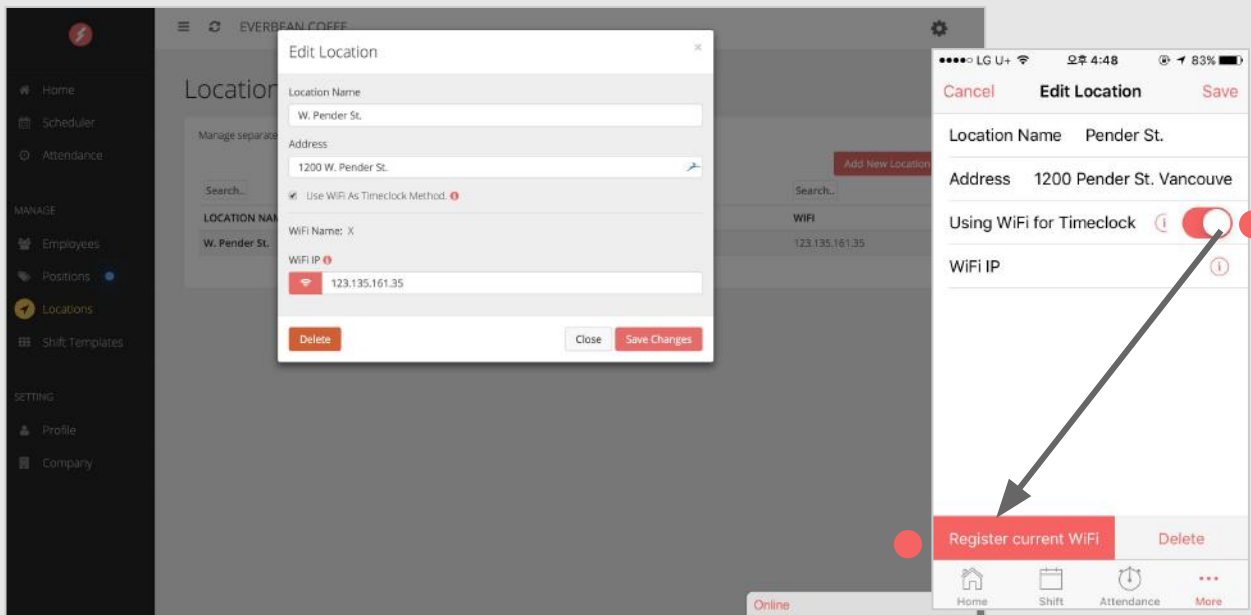 EVERBEAN COFFE
Home
Scheduler
Attendance
MANAGE
Employees
Positions
Locations
Shift Templates
SETTING
Profile
Company
Location
Manage separate
Add New Location
Search..
Search..
LOCATION NAM
WIFI
W. Pender St.
123.135.161.35
Edit Location
×
Location Name
W. Pender St.
Address
1200 W. Pender St.
Use WiFi As Timeclock Method.
WiFi Name: X
WiFi IP
123.135.161.35
Delete
Close
Save Changes
Online
LG U+ 오후 4:48 83%
Cancel Edit Location Save
Location Name Pender St.
Address 1200 Pender St. Vancouve
Using WiFi for Timeclock
WiFi IP
Register current WiFi Delete
Home Shift Attendance More